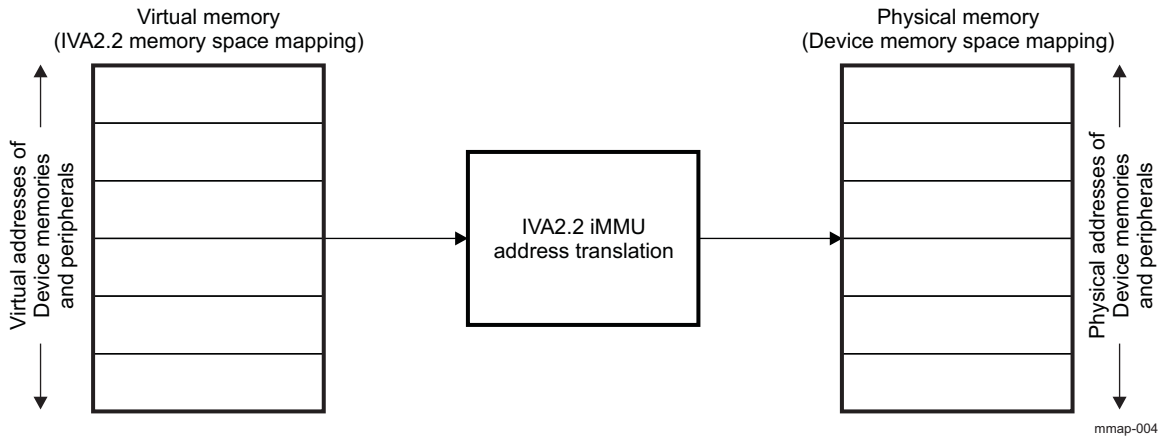 Virtual memory
(IVA2.2 memory space mapping)
Physical memory
(Device memory space mapping)
Virtual addresses of
Device memories
and peripherals
IVA2.2 iMMU
address translation
Physical addresses of
Device memories
and peripherals
mmap-004